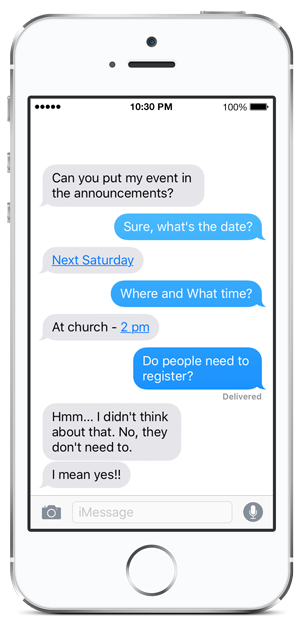 10:30 PM 100%
Can you put my event in
the announcements?
Sure, what's the date?
Next Saturday
Where and What time?
At church - 2 pm
Do people need to
register?
Delivered
Hmm... I didn't think
about that. No, they
don't need to.
I mean yes!!
iMessage